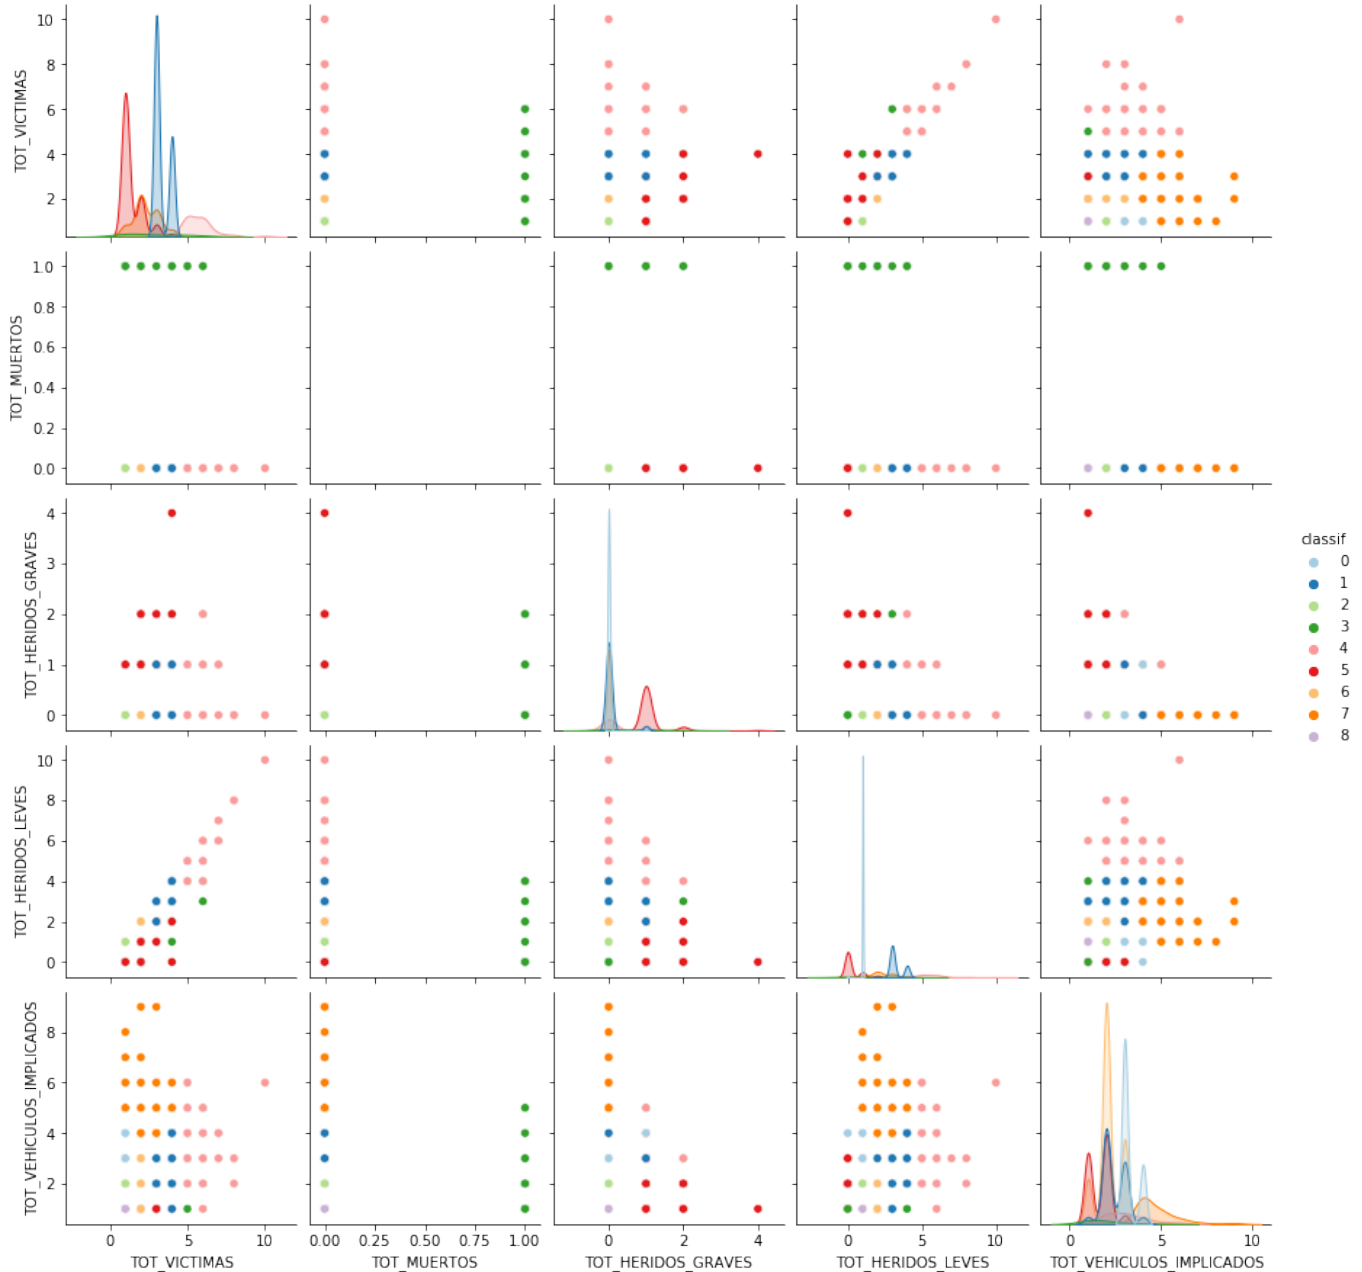 10
8
6
4
2
TOT_VICTIMAS
1.0
0.8
0.6
0.4
0.2
0.0
TOT_MUERTOS
4
3
2
1
0
TOT_HERIDOS_GRAVES
classif
0
1
2
3
4
5
6
7
8
10
8
6
4
2
0
TOT_HERIDOS_LEVES
8
6
4
2
TOT_VEHICULOS_IMPLICADOS
0 10
0.00 0.25 0.50 0.75 1.00
0 2 4
0 5 10
0 5 10
TOT_VICTIMAS
TOT_MUERTOS
TOT_HERIDOS_GRAVES
TOT_HERIDOS_LEVES
TOT_VEHICULOS_IMPLICADOS